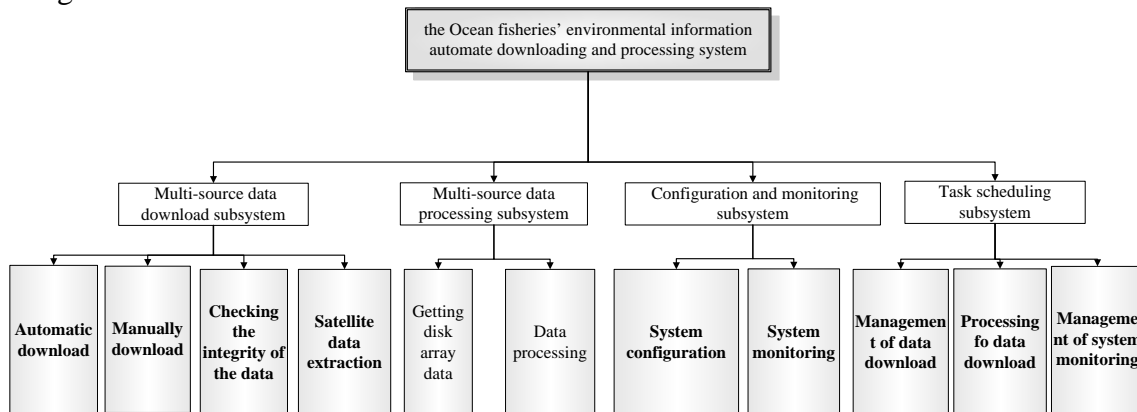 the Ocean fisheries’ environmental information
automate downloading and processing system
Multi-source data
download subsystem
Multi-source data
processing subsystem
Configuration and monitoring
subsystem
Task scheduling
subsystem
Automatic
download
Manually
download
Checking
the
integrity of
the data
Satellite
data
extraction
Getting
disk
array
data
Data
processing
System
configuration
System
monitoring
Managemen
t of data
download
Processing
fo data
download
Manageme
nt of system
monitoring